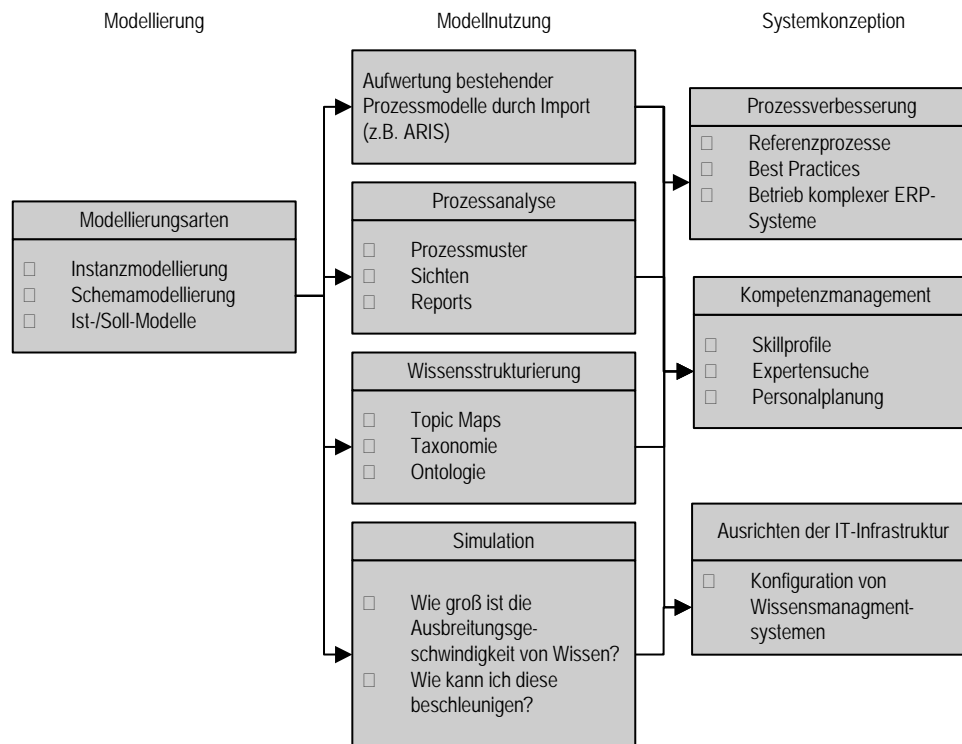 Modellierung
Modellnutzung
Systemkonzeption
Modellierungsarten
Instanzmodellierung
Schemamodellierung
Ist-/Soll-Modelle
Aufwertung bestehender
Prozessmodelle durch Import
(z.B. ARIS)
Prozessanalyse
Prozessmuster
Sichten
Reports
Wissensstrukturierung
Topic Maps
Taxonomie
Ontologie
Simulation
Wie groß ist die
Ausbreitungsge-
schwindigkeit von Wissen?
Wie kann ich diese
beschleunigen?
Prozessverbesserung
Referenzprozesse
Best Practices
Betrieb komplexer ERP-
Systeme
Kompetenzmanagement
Skillprofile
Expertensuche
Personalplanung
Ausrichten der IT-Infrastruktur
Konfiguration von
Wissensmanagment-
systemen